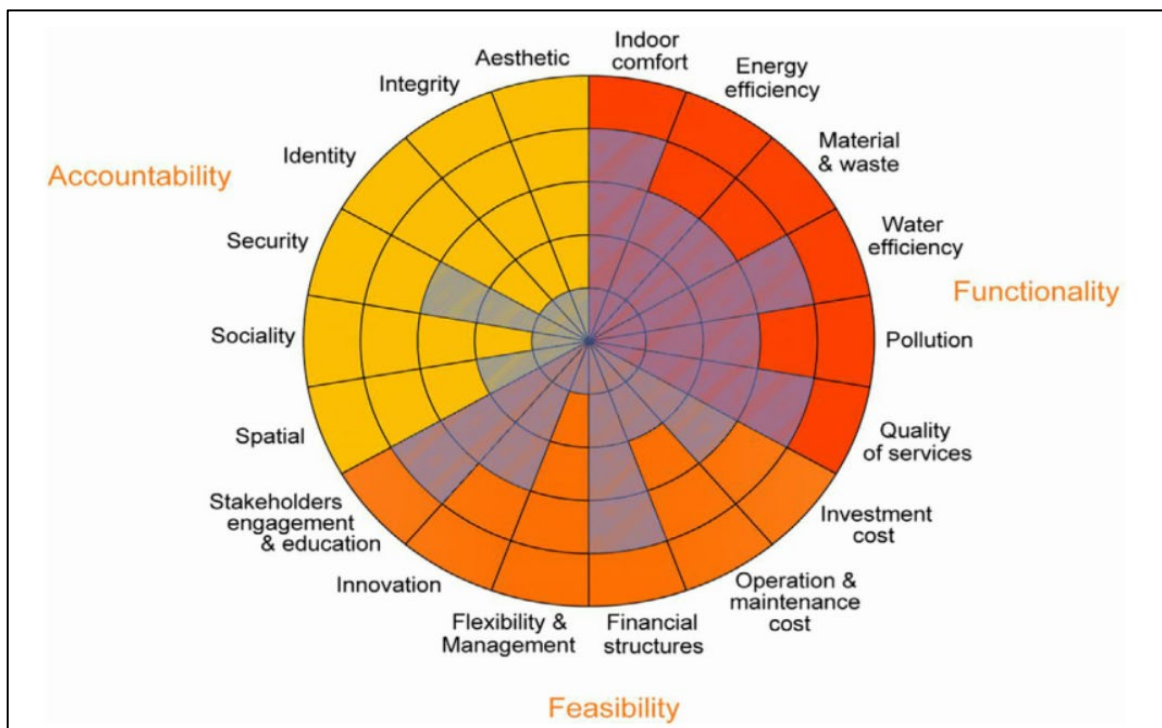 Aesthetic
Indoor
comfort
Energy
efficiency
Integrity
Material
& waste
Identity
Accountability
Water
efficiency
Security
Functionality
Sociality
Pollution
Spatial
Quality
of services
Stakeholders
engagement
& education
Investment
cost
Innovation
Operation &
maintenance
cost
Flexibility &
Management
Financial
structures
Feasibility